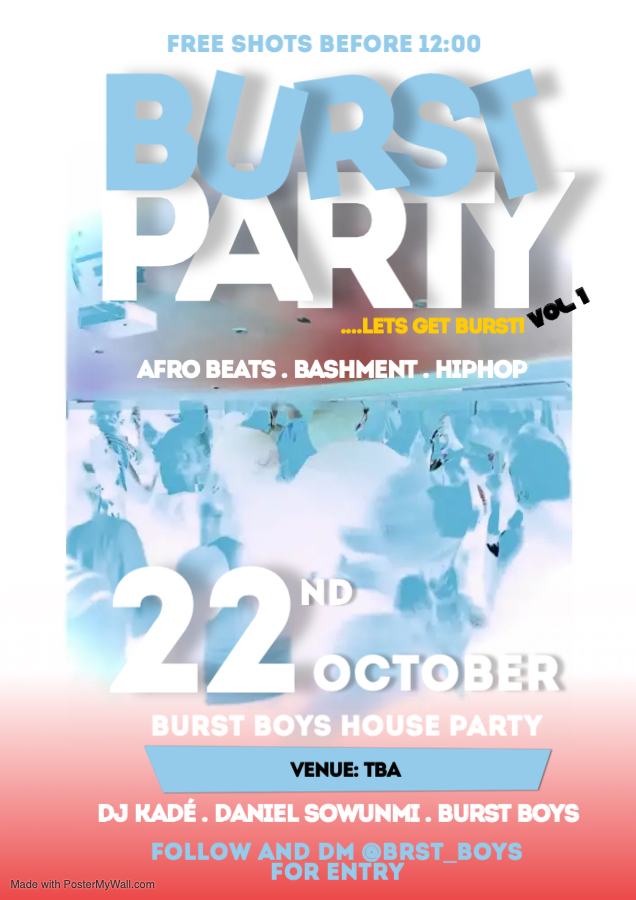 FREE SHOTS BEFORE 12:00
BURST
PARTY
....LETS GET BURST! VOL 1
AFRO BEATS . BASHMENT . HIPHOP
22ND
OCTOBER
BURST BOYS HOUSE PARTY
VENUE: TBA
DJ KADÉ . DANIEL SOWUNMI . BURST BOYS
FOLLOW AND DM @BRST_BOYS
FOR ENTRY
Made with PosterMyWall.com